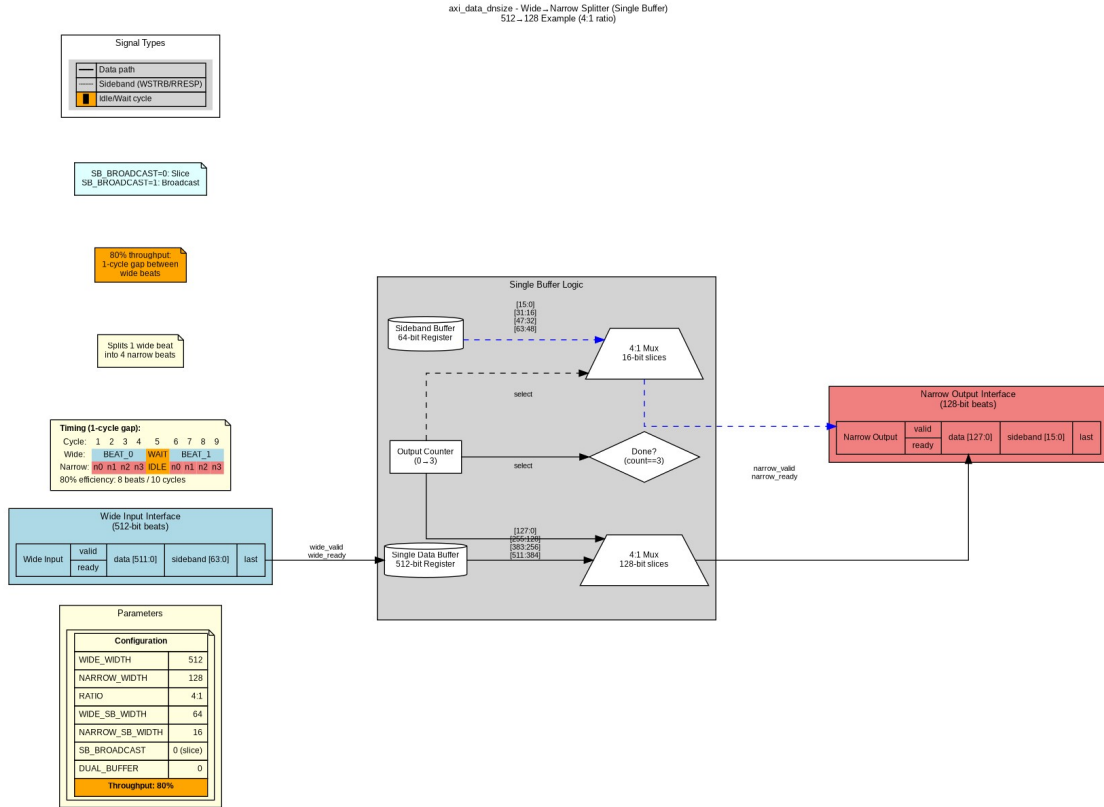 axi_data_dnsize - Wide→Narrow Splitter (Single Buffer)
512→128 Example (4:1 ratio)
Signal Types
Data path
Sideband (WSTRB/RRESP)
Idle/Wait cycle
SB_BROADCAST=0: Slice
SB_BROADCAST=1: Broadcast
80% throughput:
1-cycle gap between
wide beats
Splits 1 wide beat
into 4 narrow beats
Timing (1-cycle gap):
Cycle: 1 2 3 4 5 6 7 8 9
Wide: BEAT_0 WAIT BEAT_1
Narrow: n0 n1 n2 n3 IDLE n0 n1 n2 n3
80% efficiency: 8 beats / 10 cycles
Wide Input Interface
(512-bit beats)
Wide Input
valid
ready
data [511:0]
sideband [63:0]
last
wide_valid
wide_ready
Parameters
Configuration
WIDE_WIDTH 512
NARROW_WIDTH 128
RATIO 4:1
WIDE_SB_WIDTH 64
NARROW_SB_WIDTH 16
SB_BROADCAST 0 (slice)
DUAL_BUFFER 0
Throughput: 80%
Single Buffer Logic
Sideband Buffer
64-bit Register
[15:0]
[31:16]
[47:32]
[63:48]
4:1 Mux
16-bit slices
select
Output Counter
(0→3)
select
Done?
(count==3)
Single Data Buffer
512-bit Register
[127:0]
[255:128]
[383:256]
[511:384]
4:1 Mux
128-bit slices
narrow_valid
narrow_ready
Narrow Output Interface
(128-bit beats)
Narrow Output
valid
ready
data [127:0]
sideband [15:0]
last